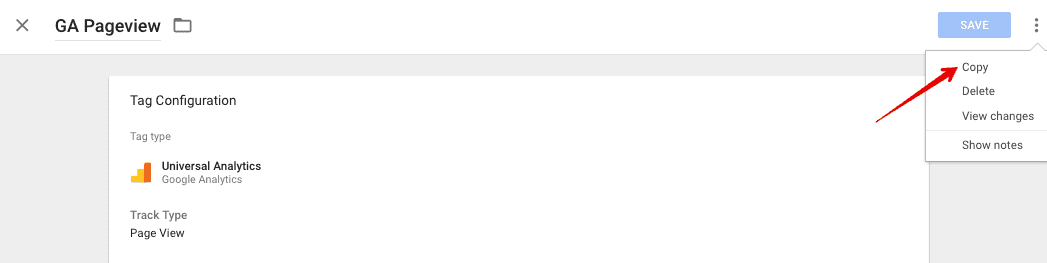 GA Pageview
SAVE
Copy
Delete
View changes
Show notes
Tag Configuration
Tag type
Universal Analytics
Google Analytics
Track Type
Page View